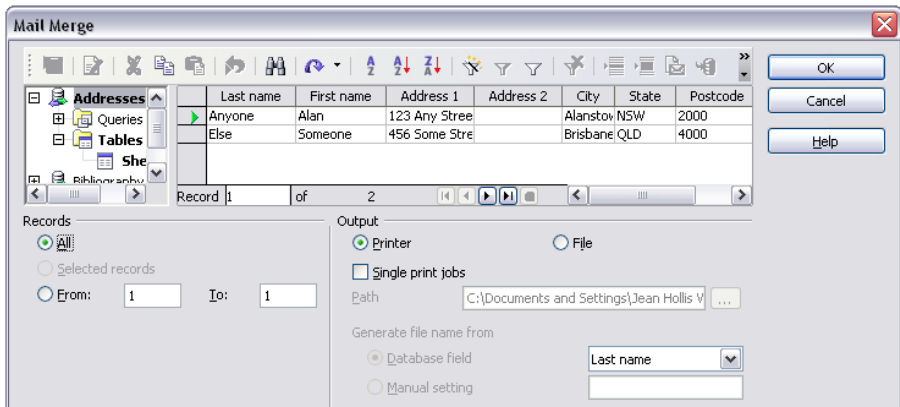 Mail Merge
OK
Cancel
Help
Addresses
Queries
Tables
She
Bibliography
Last name First name Address 1 Address 2 City State Postcode
Anyone Alan 123 Any Stree Alanstov NSW 2000
Else Someone 456 Some Stre Brisbane QLD 4000
Record 1 of 2
Records
All
Selected records
From: 1 To: 1
Output
Printer File
Single print jobs
Path C:\Documents and Settings\Jean Hollis V ...
Generate file name from
Database field Last name
Manual setting